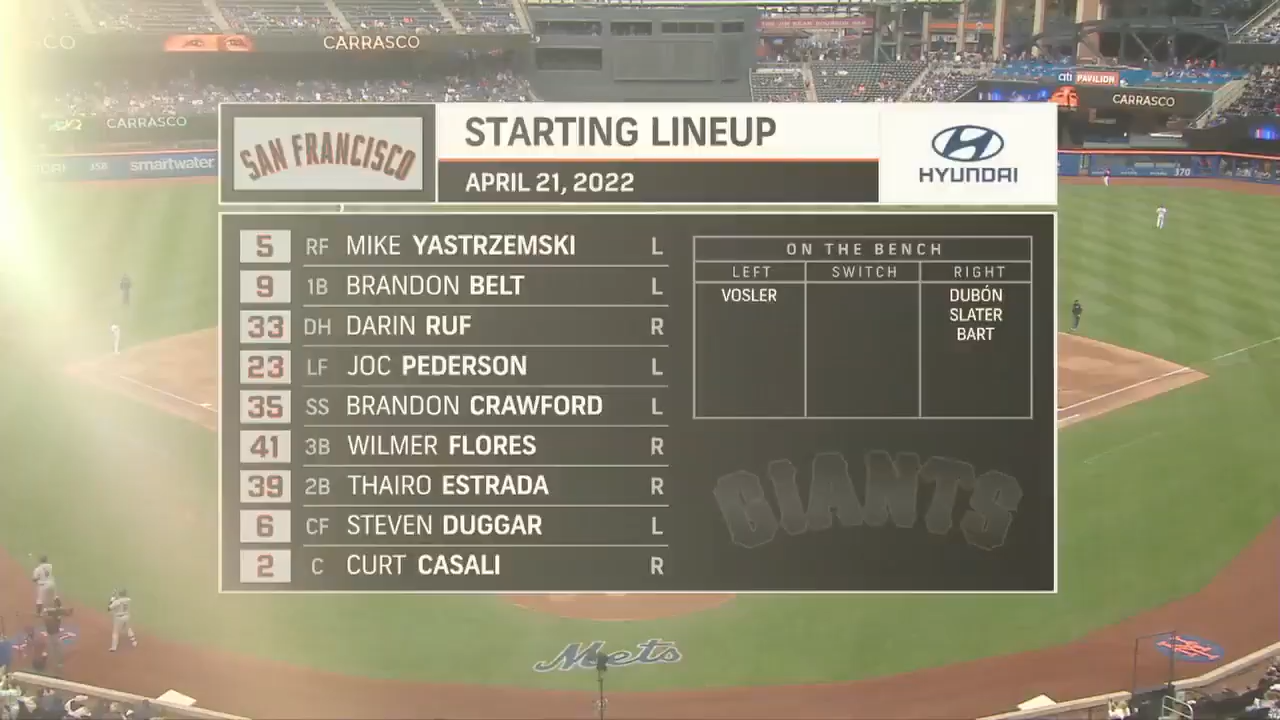 CARRASCO
citi PAVILION
CARRASCO
CARRASCO
smartwater
358
370
SAN FRANCISCO
STARTING LINEUP
APRIL 21, 2022
HYUNDAI
5 RF MIKE YASTRZEMSKI L
9 1B BRANDON BELT L
33 DH DARIN RUF R
23 LF JOC PEDERSON L
35 SS BRANDON CRAWFORD L
41 3B WILMER FLORES R
39 2B THAIRO ESTRADA R
6 CF STEVEN DUGGAR L
2 C CURT CASALI R
ON THE BENCH
LEFT SWITCH RIGHT
VOSLER DUBÓN
SLATER
BART
GIANTS
Mets